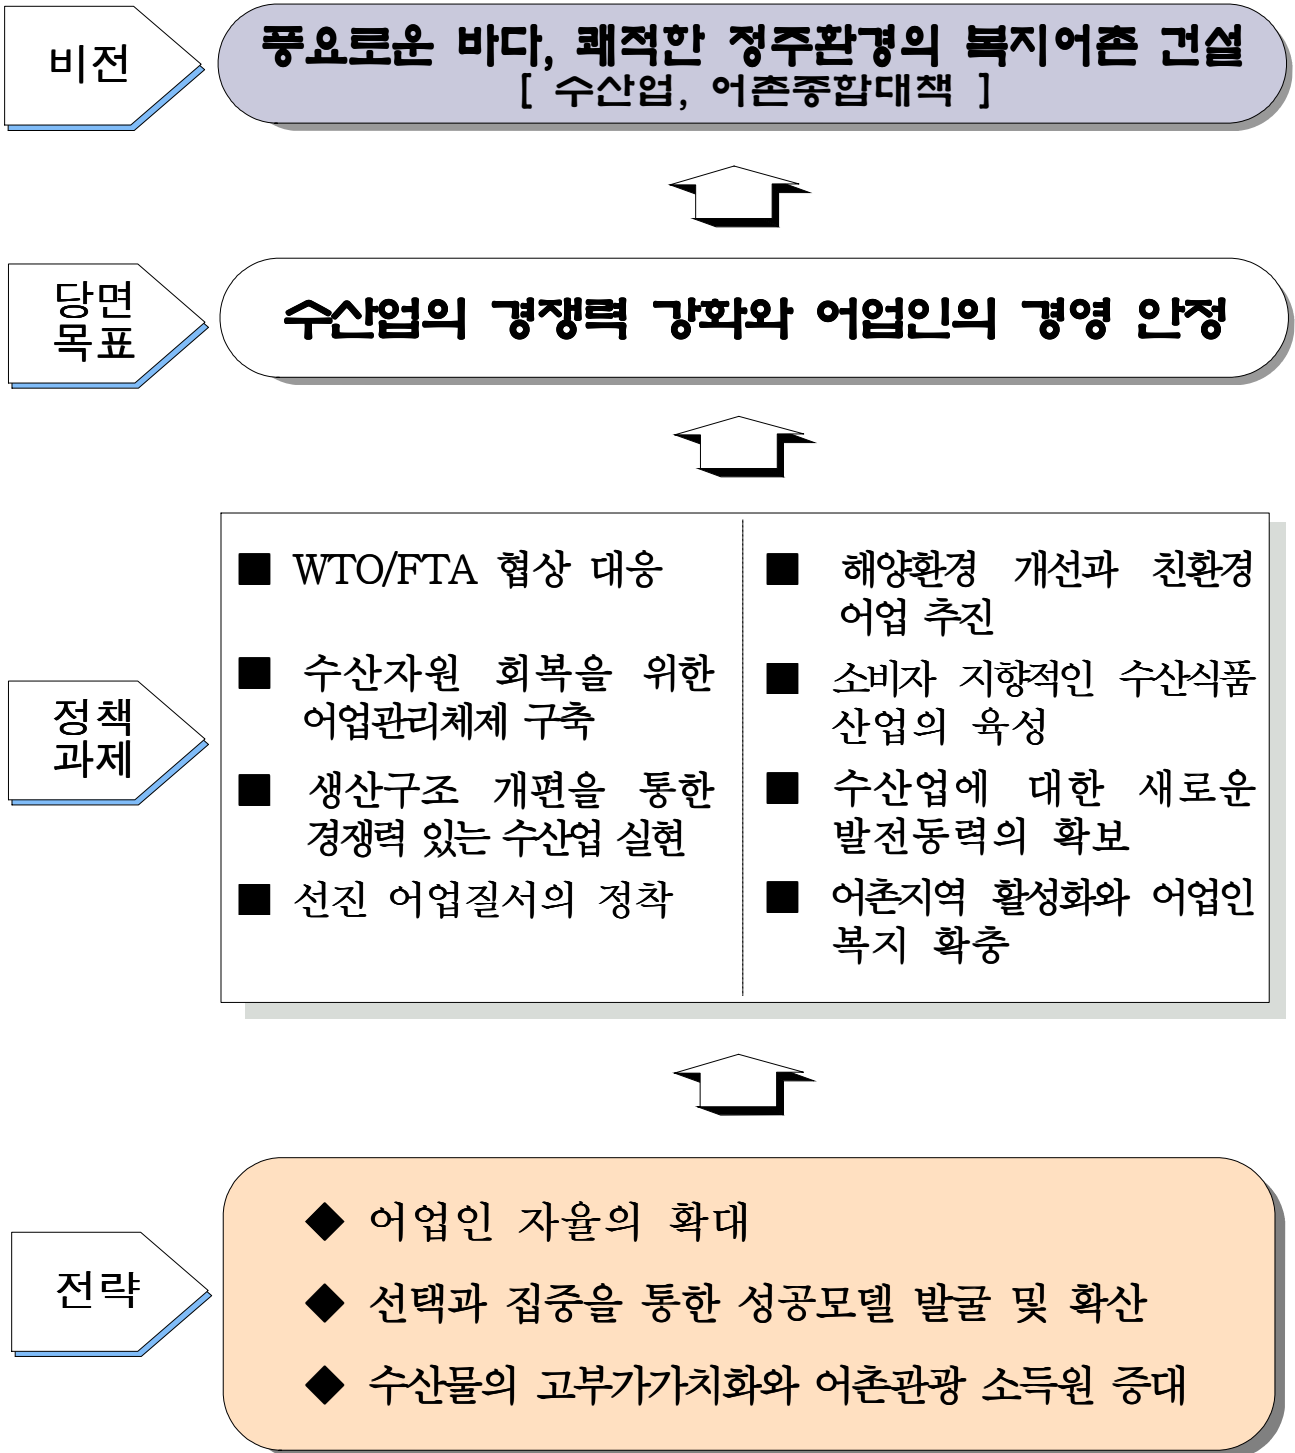 비전
풍요로운 바다, 쾌적한 정주환경의 복지어촌 건설
[ 수산업, 어촌종합대책 ]
당면
목표
수산업의 경쟁력 강화와 어업인의 경영 안정
정책
과제
■ WTO/FTA 협상 대응
■ 수산자원 회복을 위한
어업관리체제 구축
■ 생산구조 개편을 통한
경쟁력 있는 수산업 실현
■ 선진 어업질서의 정착
■ 해양환경 개선과 친환경
어업 추진
■ 소비자 지향적인 수산식품
산업의 육성
■ 수산업에 대한 새로운
발전동력의 확보
■ 어촌지역 활성화와 어업인
복지 확충
전략
◆ 어업인 자율의 확대
◆ 선택과 집중을 통한 성공모델 발굴 및 확산
◆ 수산물의 고부가가치화와 어촌관광 소득원 증대